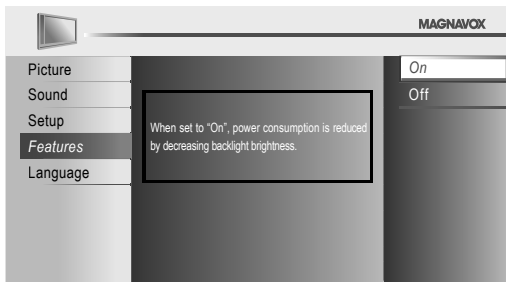 MAGNAVOX
Picture
Sound
Setup
Features
Language
When set to “On”, power consumption is reduced
by decreasing backlight brightness.
On
Off